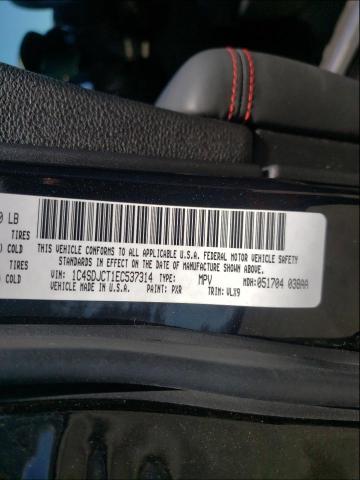 0 LB
TIRES
COLD
THIS VEHICLE CONFORMS TO ALL APPLICABLE U.S.A. FEDERAL MOTOR VEHICLE SAFETY
STANDARDS IN EFFECT ON THE DATE OF MANUFACTURE SHOWN ABOVE.
TIRES
COLD
VIN: 1C4SDJCT1EC537314 TYPE: MPV MDH: 051704 038AA
VEHICLE MADE IN U.S.A. PAINT: PXR TRIM: VLX9